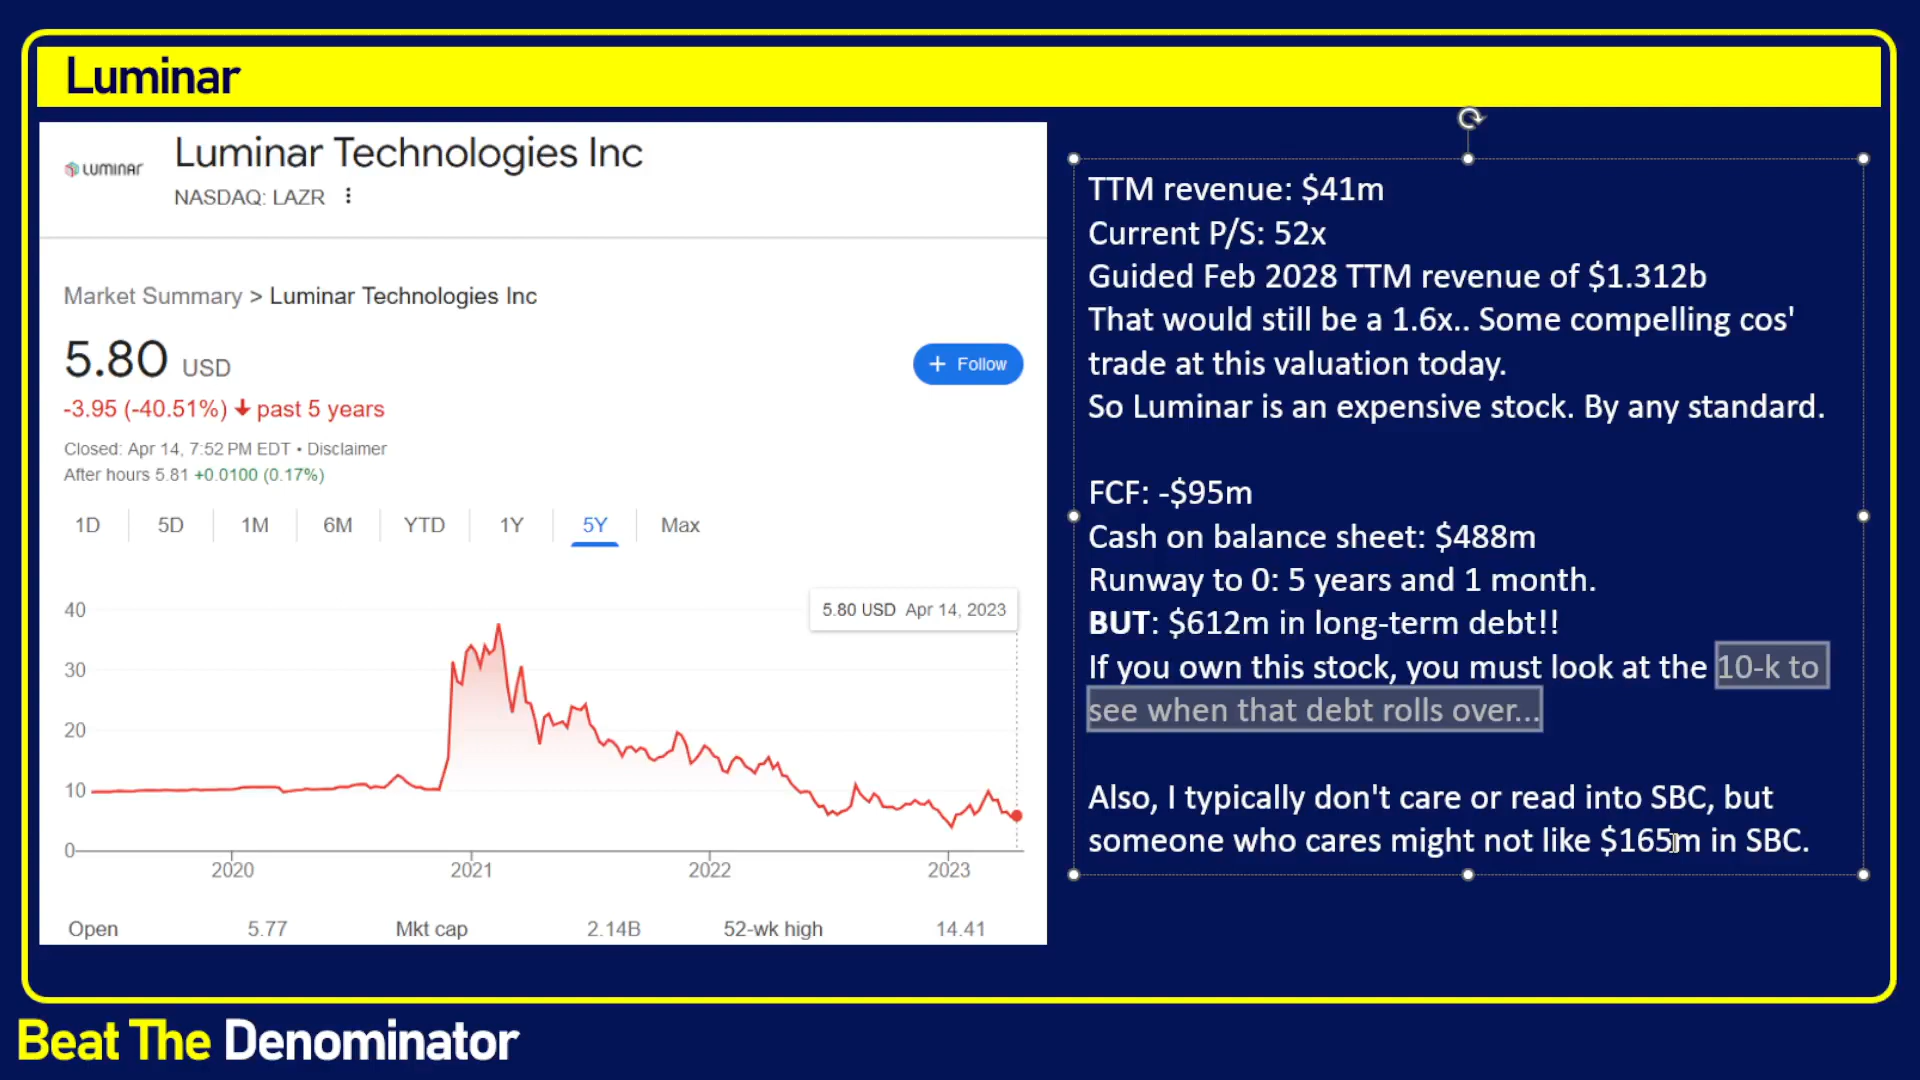 Luminar
LUMINAR
Luminar Technologies Inc
NASDAQ: LAZR
Market Summary > Luminar Technologies Inc
5.80 USD
+ Follow
-3.95 (-40.51%) past 5 years
Closed: Apr 14, 7:52 PM EDT • Disclaimer
After hours 5.81 +0.0100 (0.17%)
1D 5D 1M 6M YTD 1Y 5Y Max
5.80 USD Apr 14, 2023
40
30
20
10
0
2020 2021 2022 2023
Open 5.77 Mkt cap 2.14B 52-wk high 14.41
TTM revenue: $41m
Current P/S: 52x
Guided Feb 2028 TTM revenue of $1.312b
That would still be a 1.6x.. Some compelling cos'
trade at this valuation today.
So Luminar is an expensive stock. By any standard.
FCF: -$95m
Cash on balance sheet: $488m
Runway to 0: 5 years and 1 month.
BUT: $612m in long-term debt!!
If you own this stock, you must look at the 10-k to
see when that debt rolls over...
Also, I typically don't care or read into SBC, but
someone who cares might not like $165m in SBC.
Beat The Denominator